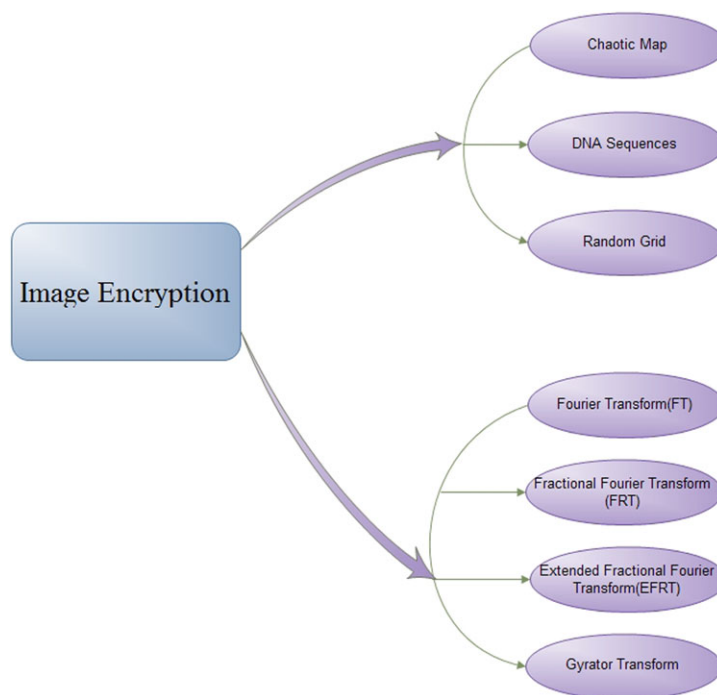 Chaotic Map
DNA Sequences
Random Grid
Image Encryption
Fourier Transform(FT)
Fractional Fourier Transform
(FRT)
Extended Fractional Fourier
Transform(EFRT)
Gyrator Transform